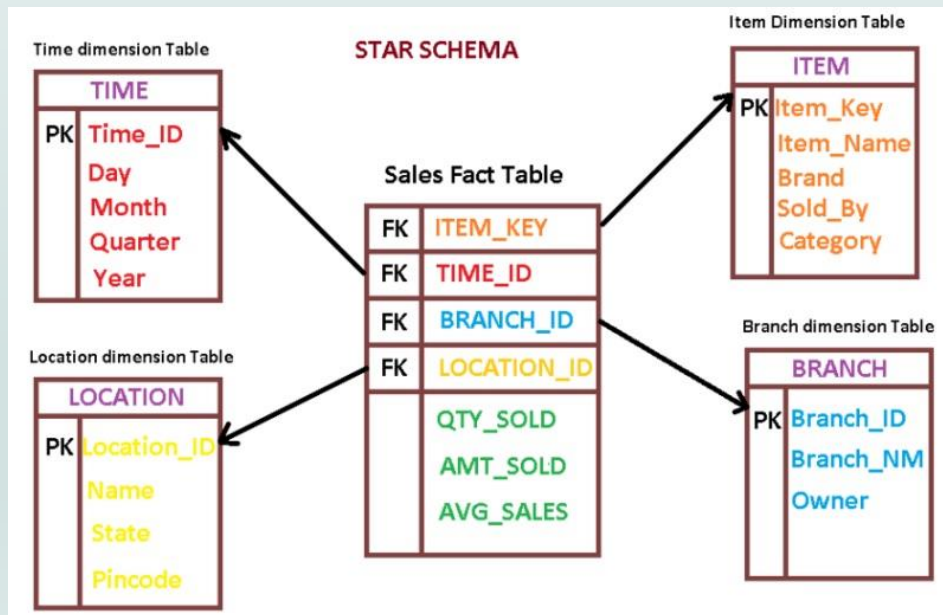 STAR SCHEMA
Time dimension Table
TIME
PK Time_ID
Day
Month
Quarter
Year
Item Dimension Table
ITEM
PK Item_Key
Item_Name
Brand
Sold_By
Category
Sales Fact Table
FK ITEM_KEY
FK TIME_ID
FK BRANCH_ID
FK LOCATION_ID
QTY_SOLD
AMT_SOLD
AVG_SALES
Location dimension Table
LOCATION
PK Location_ID
Name
State
Pincode
Branch dimension Table
BRANCH
PK Branch_ID
Branch_NM
Owner